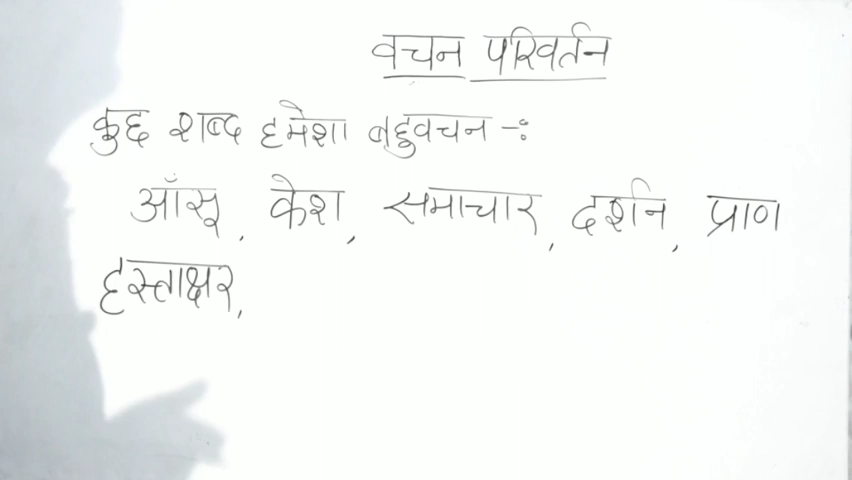 वचन परिवर्तन
कुछ शब्द हमेशा बहुवचन -:
आँसू, केश, समाचार, दर्शन, प्राण
हस्ताक्षर,